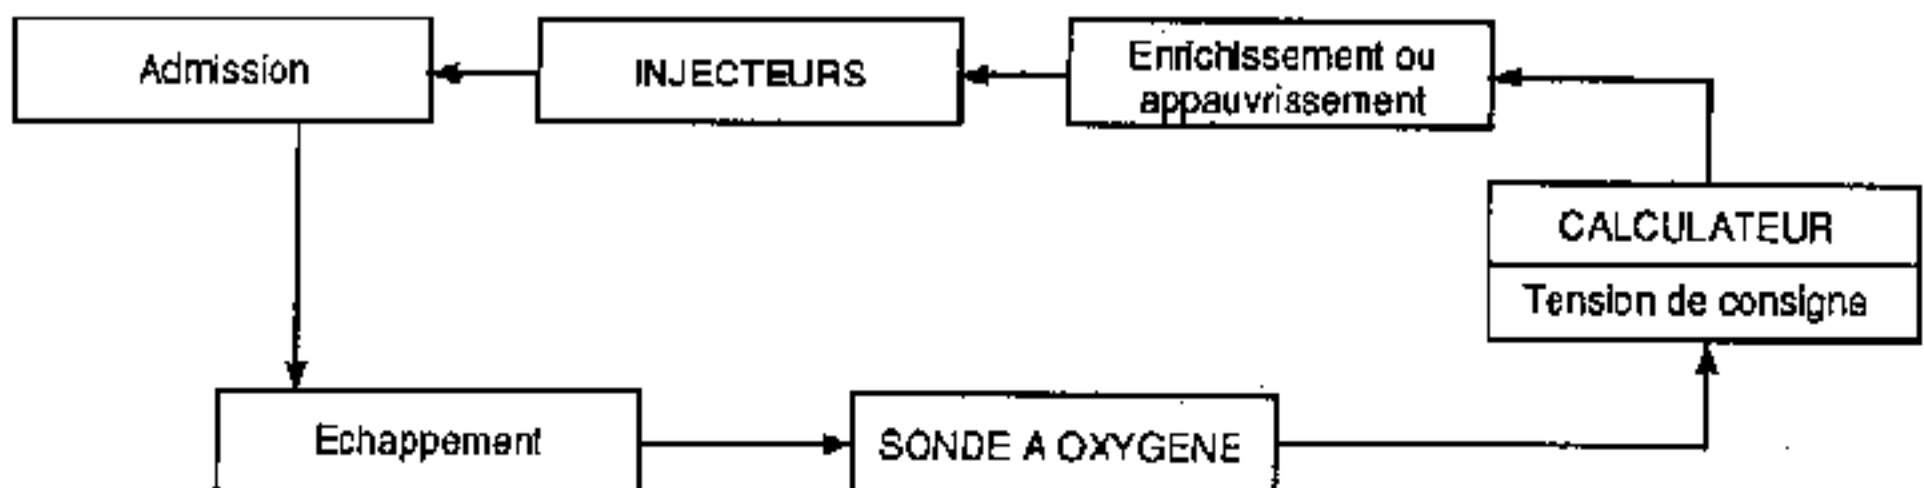 Admission
INJECTEURS
Enrichissement ou
appauvrissement
CALCULATEUR
Tension de consigne
Echappement
SONDE A OXYGENE